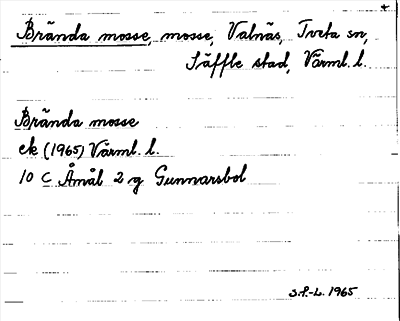 Brända mosse, mosse, Valnäs, Tveta sn,
Säffle stad, Värml. l.
Brända mosse
ek (1965) Värml. l.
10 C Åmål 2 g Gunnarsbol
S.P.-L. 1965